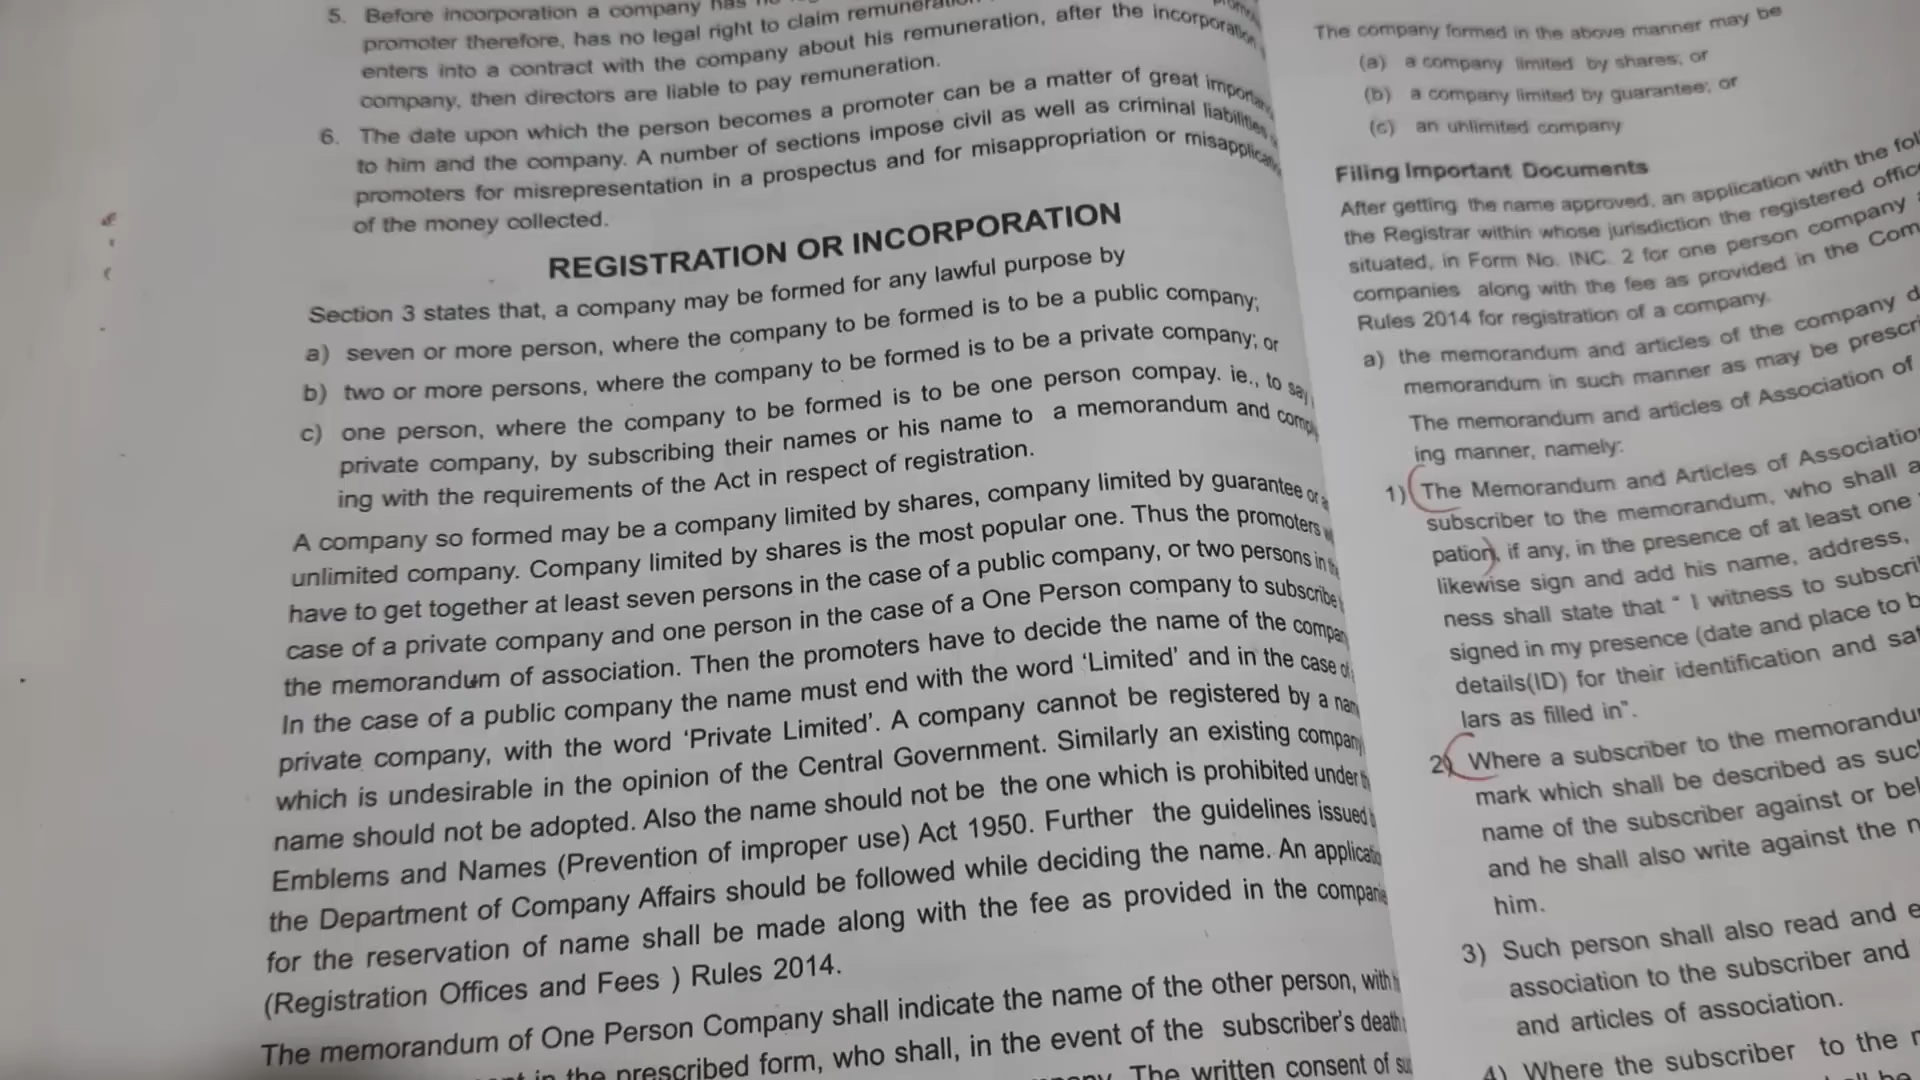 5. Before incorporation a company has
promoter therefore, has no legal right to claim
enters into a contract with the company about his remuneration, after the incorporation
company, then directors are liable to pay remuneration.
6. The date upon which the person becomes a promoter can be a matter of great
to him and the company. A number of sections impose civil as well as criminal liabilities
promoters for misrepresentation in a prospectus and for misappropriation or
of the money collected.
REGISTRATION OR INCORPORATION
Section 3 states that, a company may be formed for any lawful purpose by
a) seven or more person, where the company to be formed is to be a public company;
b) two or more persons, where the company to be formed is to be a private company; or
c) one person, where the company to be formed is to be one person compay. ie., to say
private company, by subscribing their names or his name to a memorandum and
ing with the requirements of the Act in respect of registration.
A company so formed may be a company limited by shares, company limited by guarantee or
unlimited company. Company limited by shares is the most popular one. Thus the promoters
have to get together at least seven persons in the case of a public company, or two persons in
case of a private company and one person in the case of a One Person company to subscribe
the memorandum of association. Then the promoters have to decide the name of the
In the case of a public company the name must end with the word ‘Limited’ and in the case
private company, with the word ‘Private Limited’. A company cannot be registered by a
which is undesirable in the opinion of the Central Government. Similarly an existing
name should not be adopted. Also the name should not be the one which is prohibited under
Emblems and Names (Prevention of improper use) Act 1950. Further the guidelines issued
the Department of Company Affairs should be followed while deciding the name. An
for the reservation of name shall be made along with the fee as provided in the
(Registration Offices and Fees ) Rules 2014.
The memorandum of One Person Company shall indicate the name of the other person, with
in the prescribed form, who shall, in the event of the subscriber's death
The written consent of
The company formed in the above manner may be
(a) a company limited by shares; or
(b) a company limited by guarantee; or
(c) an unlimited company
Filing Important Documents
After getting the name approved, an application with the
the Registrar within whose jurisdiction the registered
situated, in Form No. INC. 2 for one person company
companies along with the fee as provided in the
Rules 2014 for registration of a company.
a) the memorandum and articles of the company
memorandum in such manner as may be
The memorandum and articles of Association of
ing manner, namely:
1) The Memorandum and Articles of
subscriber to the memorandum, who shall
pation, if any, in the presence of at least one
likewise sign and add his name, address,
ness shall state that “ I witness to
signed in my presence (date and place to
details(ID) for their identification and
lars as filled in”.
2) Where a subscriber to the
mark which shall be described as
name of the subscriber against or
and he shall also write against the
him.
3) Such person shall also read and
association to the subscriber and
and articles of association.
4) Where the subscriber to the